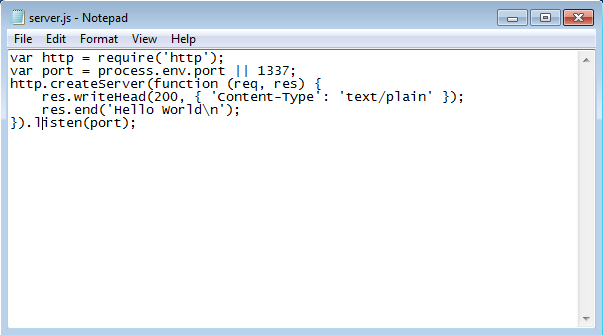 server.js - Notepad
File Edit Format View Help
var http = require('http');
var port = process.env.port || 1337;
http.createServer(function (req, res) {
    res.writeHead(200, { 'Content-Type': 'text/plain' });
    res.end('Hello World\n');
}).listen(port);